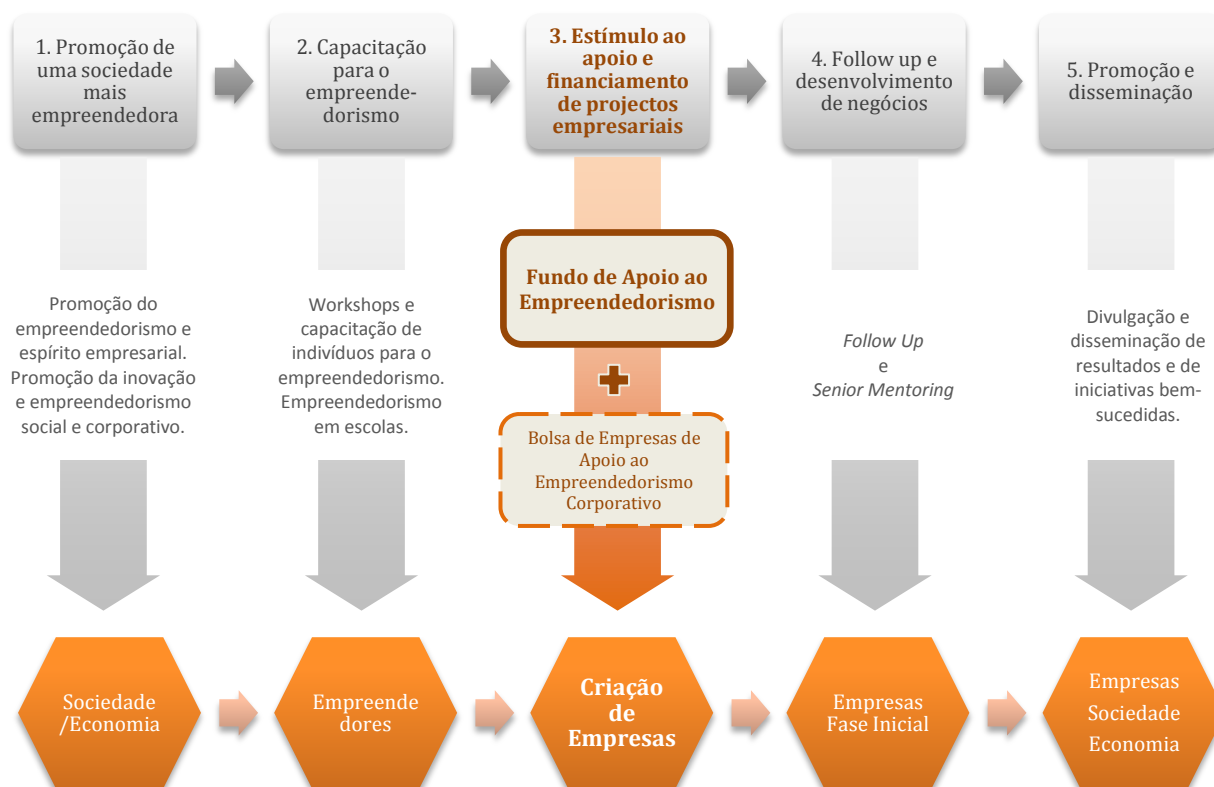 1. Promoção de
uma sociedade
mais
empreendedora
2. Capacitação
para o
empreende-
dorismo
3. Estímulo ao
apoio e
financiamento
de projectos
empresariais
4. Follow up e
desenvolvimento
de negócios
5. Promoção e
disseminação
Promoção do
empreendedorismo e
espírito empresarial.
Promoção da inovação
e empreendedorismo
social e corporativo.
Workshops e
capacitação de
indivíduos para o
empreendedorismo.
Empreendedorismo
em escolas.
Fundo de Apoio ao
Empreendedorismo
Bolsa de Empresas de
Apoio ao
Empreendedorismo
Corporativo
Follow Up
e
Senior Mentoring
Divulgação e
disseminação de
resultados e de
iniciativas bem-
sucedidas.
Sociedade
/Economia
Empreende
dores
Criação
de
Empresas
Empresas
Fase Inicial
Empresas
Sociedade
Economia